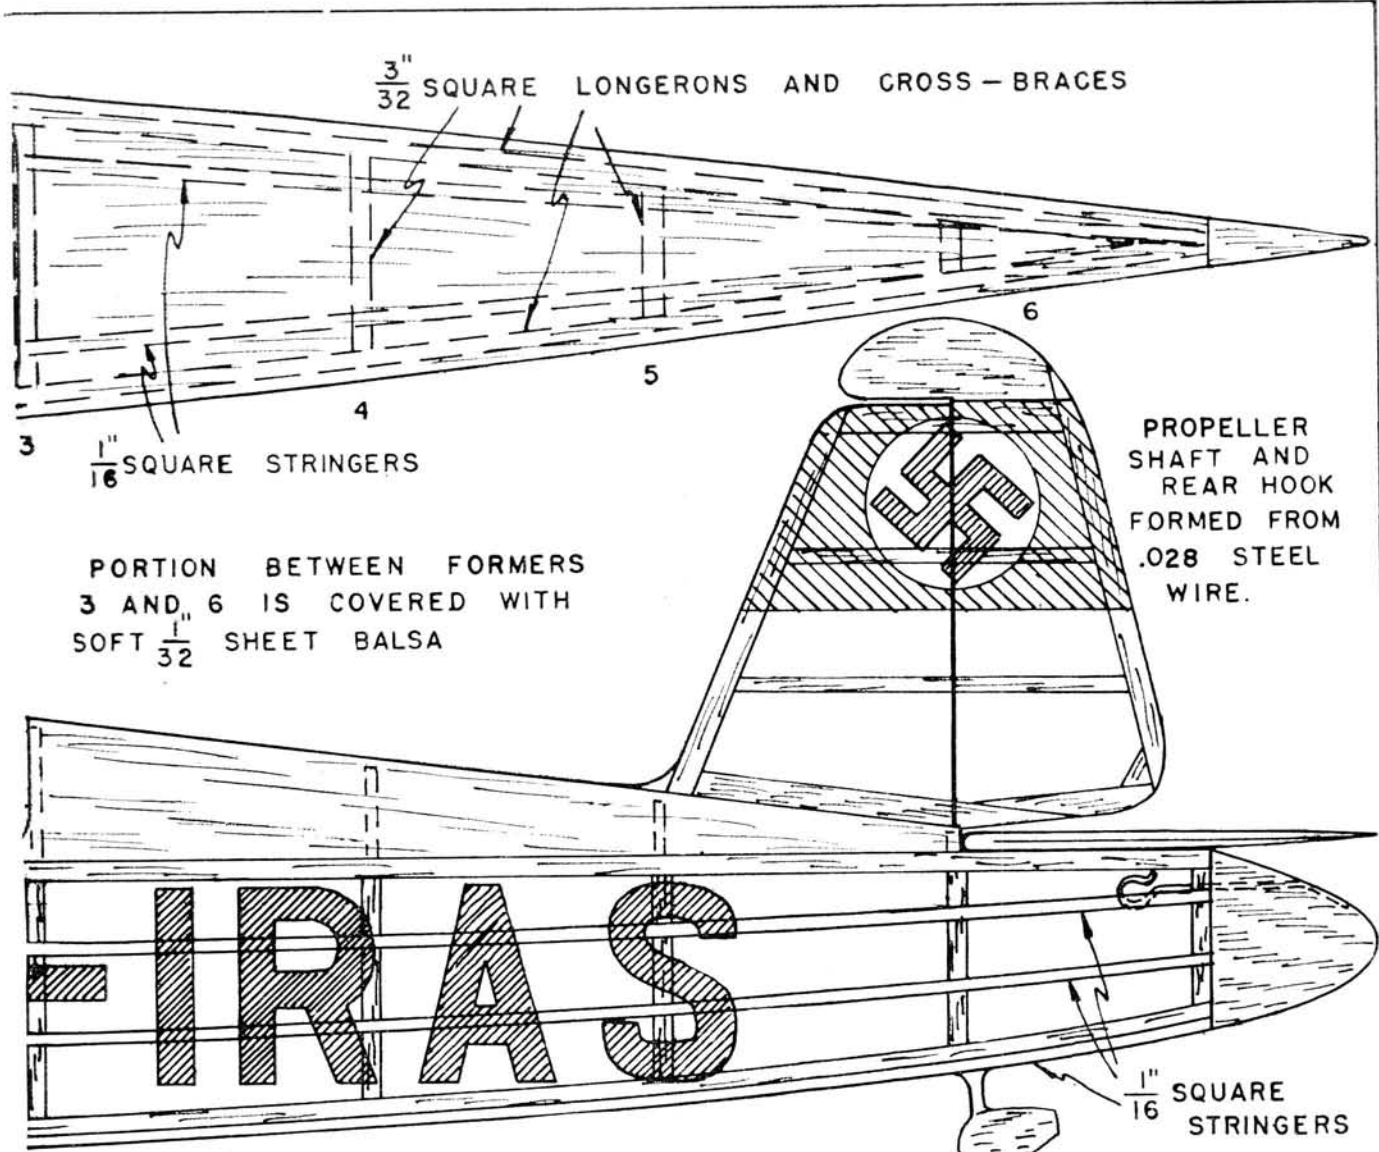 3" SQUARE LONGERONS AND CROSS-BRACES
32
6
5
4
3
1" SQUARE STRINGERS
16
PROPELLER
SHAFT AND
REAR HOOK
FORMED FROM
.028 STEEL
WIRE.
PORTION BETWEEN FORMERS
3 AND 6 IS COVERED WITH
SOFT 1" SHEET BALSA
32
-IRAS
1" SQUARE
16
STRINGERS